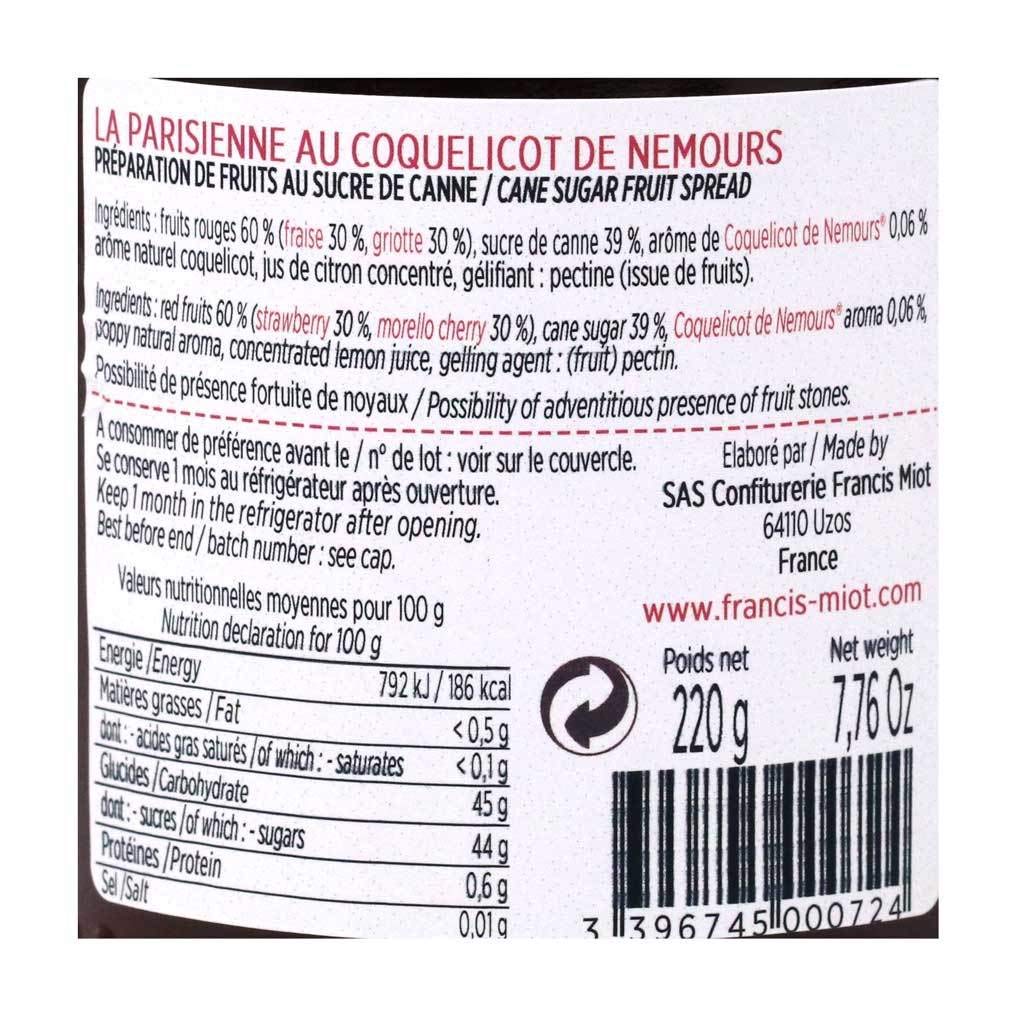 LA PARISIENNE AU COQUELICOT DE NEMOURS
PRÉPARATION DE FRUITS AU SUCRE DE CANNE / CANE SUGAR FRUIT SPREAD
Ingrédients : fruits rouges 60 % (fraise 30 %, griotte 30 %), sucre de canne 39 %, arôme de Coquelicot de Nemours® 0,06 %
arôme naturel coquelicot, jus de citron concentré, gélifiant : pectine (issue de fruits).
Ingredients : red fruits 60 % (strawberry 30 %, morello cherry 30 %), cane sugar 39 %, Coquelicot de Nemours® aroma 0,06 %,
poppy natural aroma, concentrated lemon juice, gelling agent : (fruit) pectin.
Possibilité de présence fortuite de noyaux / Possibility of adventitious presence of fruit stones.
A consommer de préférence avant le / n° de lot : voir sur le couvercle.
Se conserve 1 mois au réfrigérateur après ouverture.
Keep 1 month in the refrigerator after opening.
Best before end / batch number : see cap.
Elaboré par / Made by
SAS Confiturerie Francis Miot
64110 Uzos
France
www.francis-miot.com
Valeurs nutritionnelles moyennes pour 100 g
Nutrition declaration for 100 g
Energie /Energy 792 kJ / 186 kcal
Matières grasses / Fat <0,5 g
dont : - acides gras saturés /of which : - saturates <0,1 g
Glucides /Carbohydrate 45 g
dont : - sucres /of which : - sugars 44 g
Protéines /Protein 0,6 g
Sel /Salt 0,01 g
Poids net Net weight
220 g 7,76 Oz
3 396745 000724